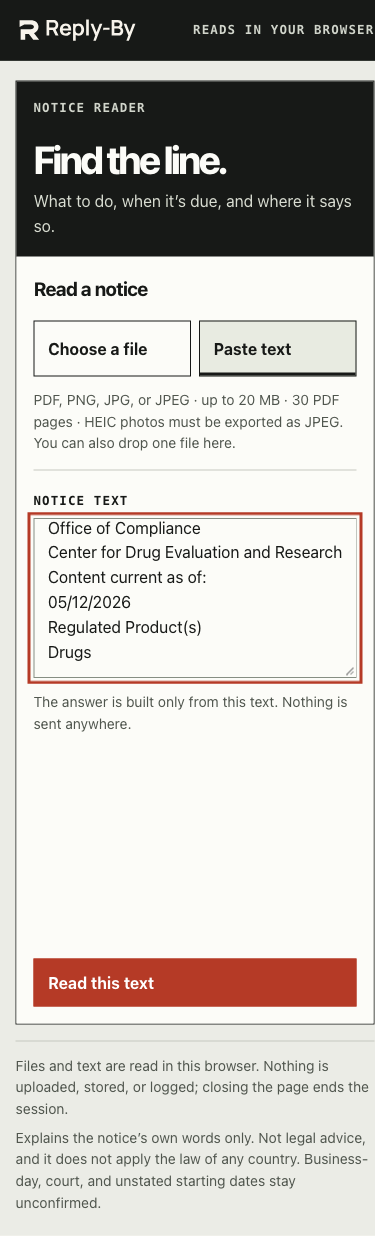 Reply-By
READS IN YOUR BROWSER
NOTICE READER
Find the line.
What to do, when it’s due, and where it says
so.
Read a notice
Choose a file
Paste text
PDF, PNG, JPG, or JPEG · up to 20 MB · 30 PDF
pages · HEIC photos must be exported as JPEG.
You can also drop one file here.
NOTICE TEXT
Office of Compliance
Center for Drug Evaluation and Research
Content current as of:
05/12/2026
Regulated Product(s)
Drugs
The answer is built only from this text. Nothing is
sent anywhere.
Read this text
Files and text are read in this browser. Nothing is
uploaded, stored, or logged; closing the page ends the
session.
Explains the notice’s own words only. Not legal advice,
and it does not apply the law of any country. Business-
day, court, and unstated starting dates stay
unconfirmed.